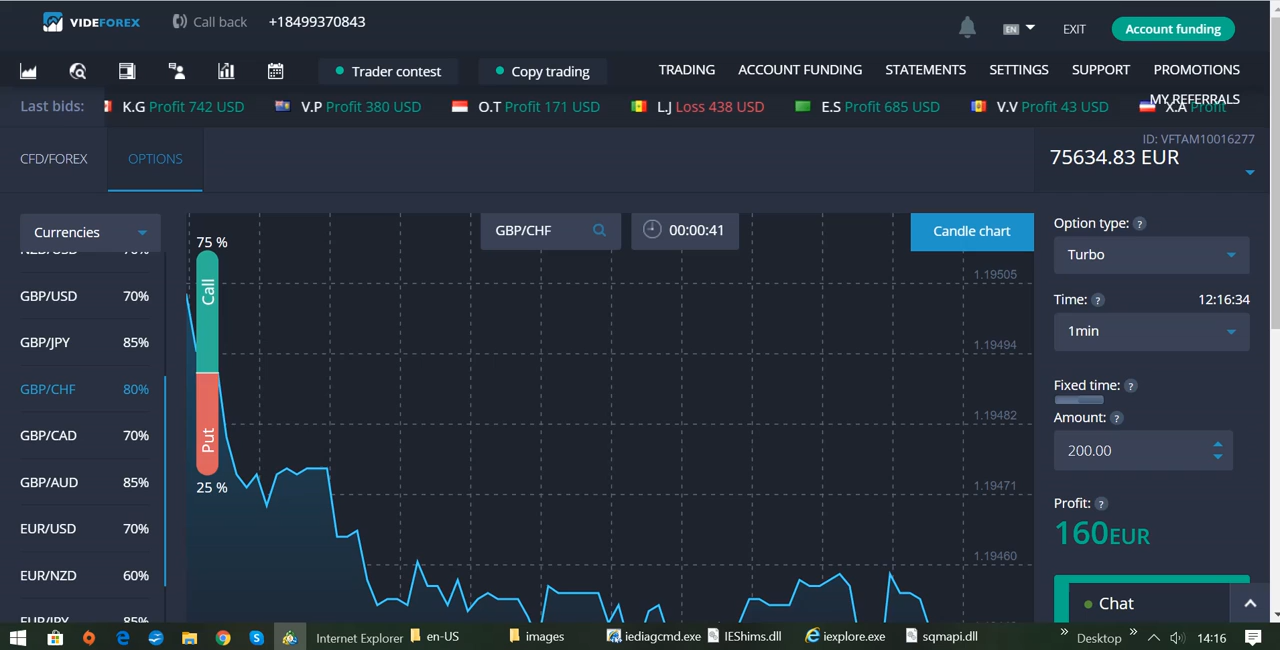 VIDEFOREX Call back +18499370843 EN EXIT Account funding
Trader contest Copy trading TRADING ACCOUNT FUNDING STATEMENTS SETTINGS SUPPORT PROMOTIONS
MY REFERRALS
Last bids: K.G Profit 742 USD V.P Profit 380 USD O.T Profit 171 USD L.J Loss 438 USD E.S Profit 685 USD V.V Profit 43 USD X.A Profit
CFD/FOREX OPTIONS
ID: VFTAM10016277
75634.83 EUR
Currencies
NZD/USD 70%
GBP/USD 70%
GBP/JPY 85%
GBP/CHF 80%
GBP/CAD 70%
GBP/AUD 85%
EUR/USD 70%
EUR/NZD 60%
EUR/JPY 85%
75 %
Call
Put
25 %
GBP/CHF
00:00:41
Candle chart
1.19505
1.19494
1.19482
1.19471
1.19460
Option type: ?
Turbo
Time: ? 12:16:34
1min
Fixed time: ?
Amount: ?
200.00
Profit: ?
160EUR
Chat
Internet Explorer en-US images iediagcmd.exe IEShims.dll iexplore.exe sqmapi.dll Desktop 14:16